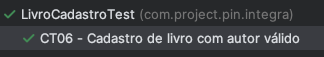 LivroCadastroTest (com.project.pin.integra)
CT06 - Cadastro de livro com autor válido